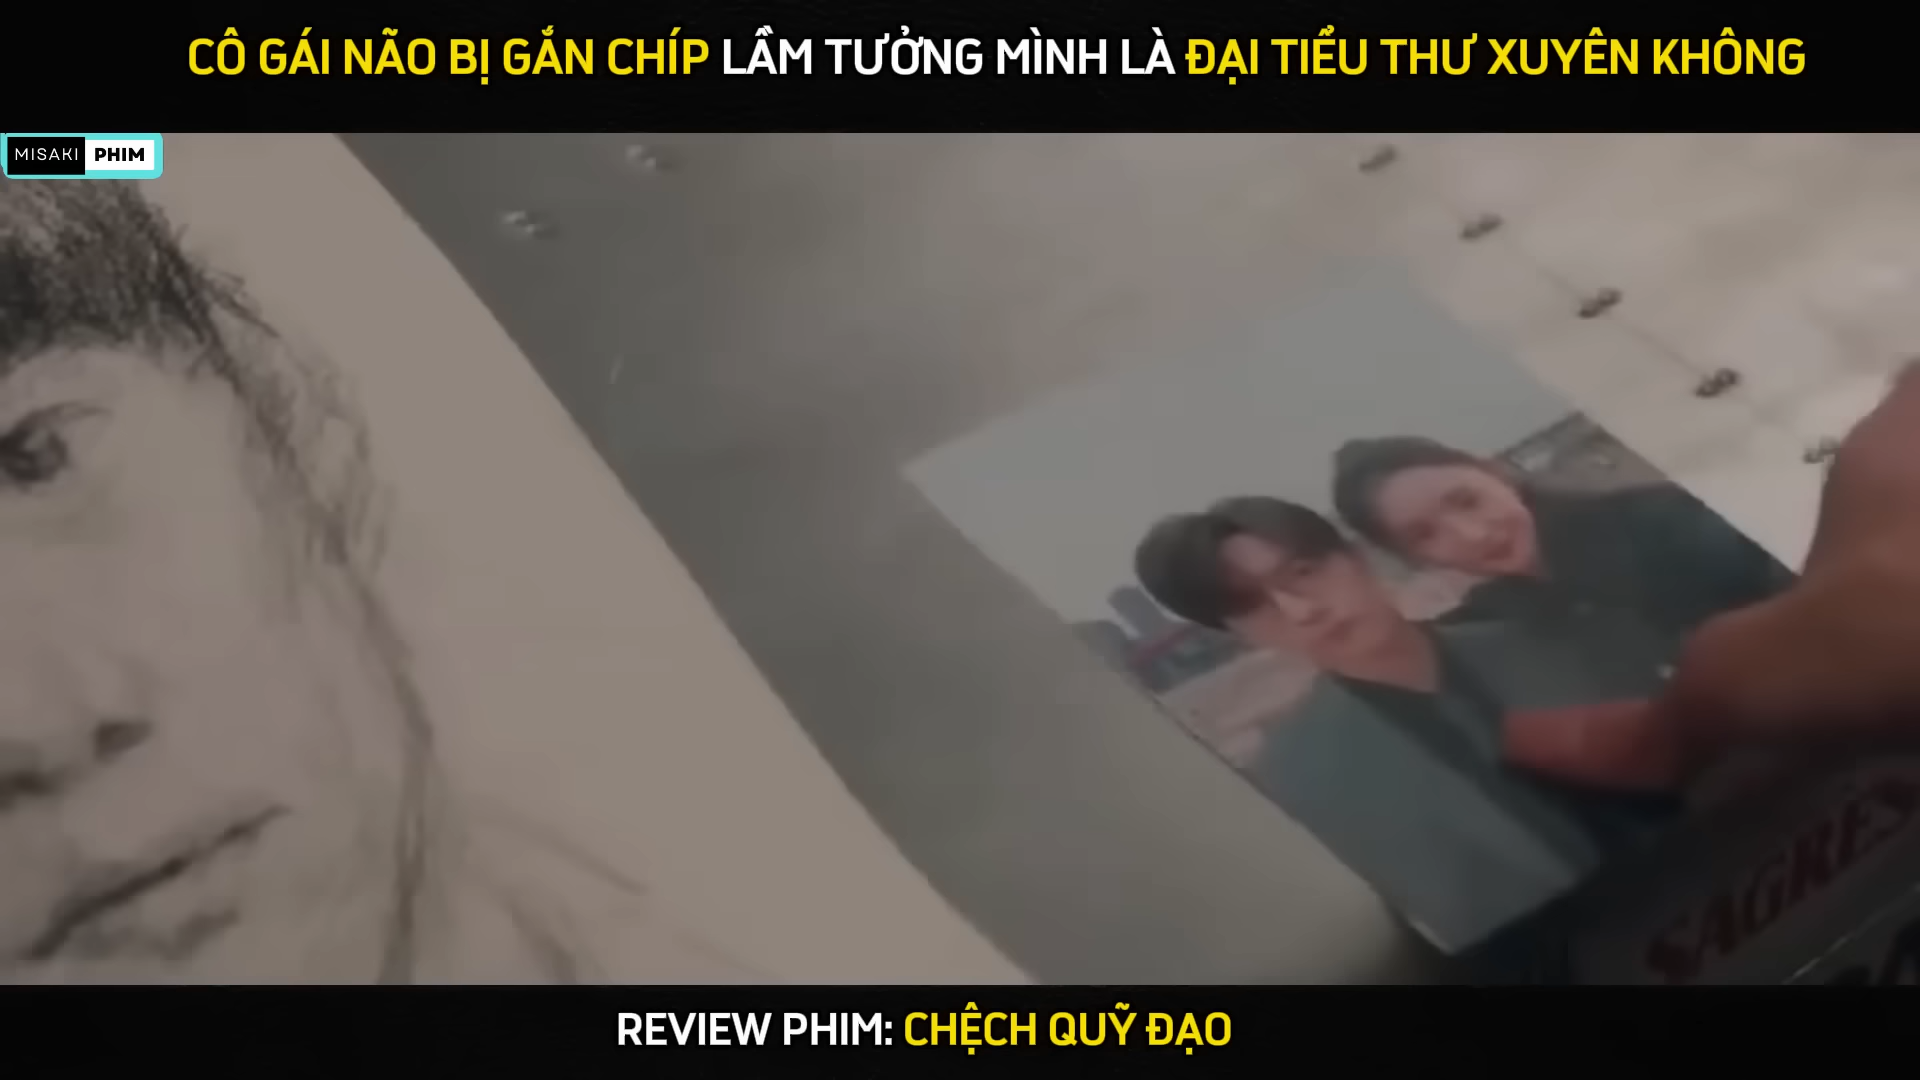 CÔ GÁI NÃO BỊ GẮN CHÍP LẦM TƯỞNG MÌNH LÀ ĐẠI TIỂU THƯ XUYÊN KHÔNG
MISAKI PHIM
SAGRES
REVIEW PHIM: CHỆCH QUỸ ĐẠO